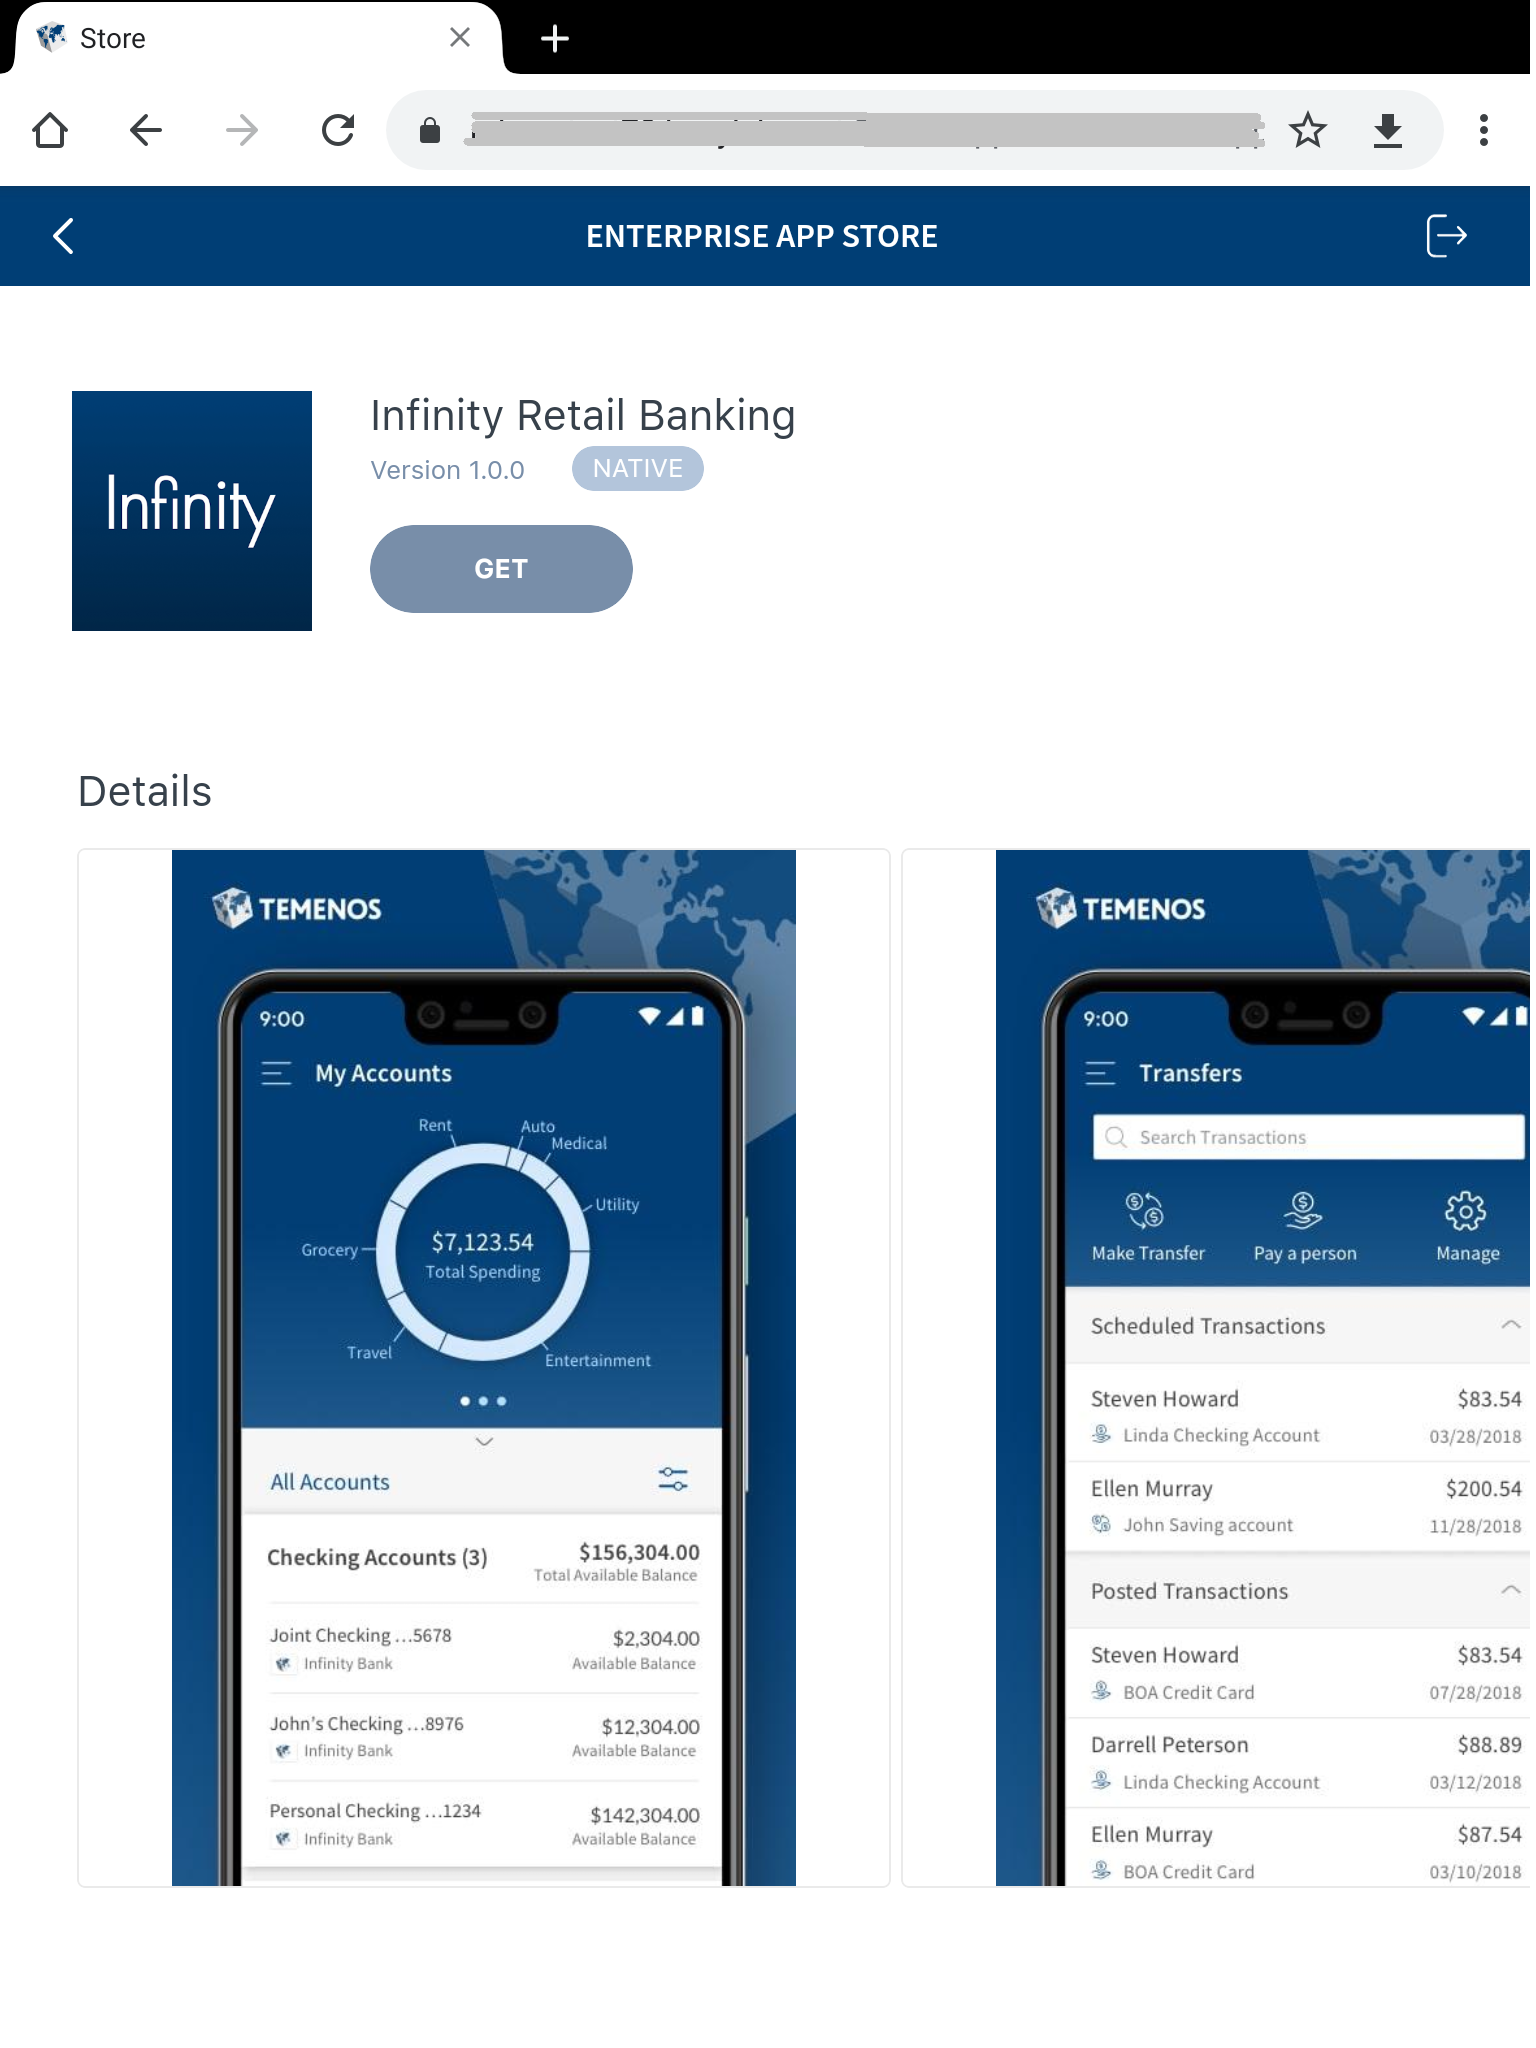 Store
ENTERPRISE APP STORE
Infinity
Infinity Retail Banking
Version 1.0.0 NATIVE
GET
Details
TEMENOS
9:00
My Accounts
Rent
Auto
Medical
Utility
Grocery
$7,123.54
Total Spending
Travel
Entertainment
All Accounts
Checking Accounts (3) $156,304.00
Total Available Balance
Joint Checking ...5678 $2,304.00
Infinity Bank Available Balance
John's Checking ...8976 $12,304.00
Infinity Bank Available Balance
Personal Checking ...1234 $142,304.00
Infinity Bank Available Balance
TEMENOS
9:00
Transfers
Search Transactions
Make Transfer Pay a person Manage
Scheduled Transactions
Steven Howard $83.54
Linda Checking Account 03/28/2018
Ellen Murray $200.54
John Saving account 11/28/2018
Posted Transactions
Steven Howard $83.54
BOA Credit Card 07/28/2018
Darrell Peterson $88.89
Linda Checking Account 03/12/2018
Ellen Murray $87.54
BOA Credit Card 03/10/2018